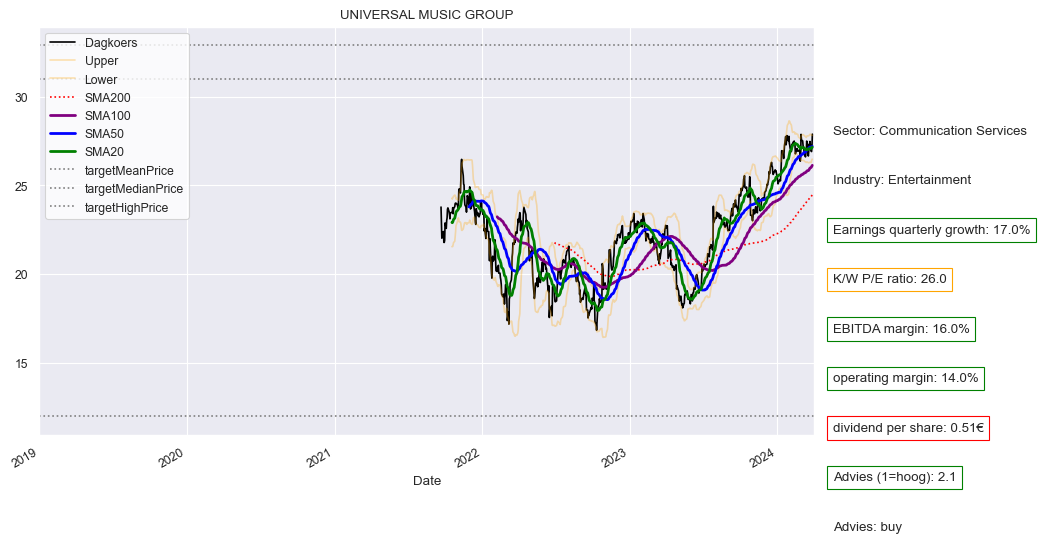 UNIVERSAL MUSIC GROUP
Dagkoers
Upper
Lower
SMA200
SMA100
SMA50
SMA20
targetMeanPrice
targetMedianPrice
targetHighPrice
30
25
20
15
2019
2020
2021
2022
2023
2024
Date
Sector: Communication Services
Industry: Entertainment
Earnings quarterly growth: 17.0%
K/W P/E ratio: 26.0
EBITDA margin: 16.0%
operating margin: 14.0%
dividend per share: 0.51€
Advies (1=hoog): 2.1
Advies: buy